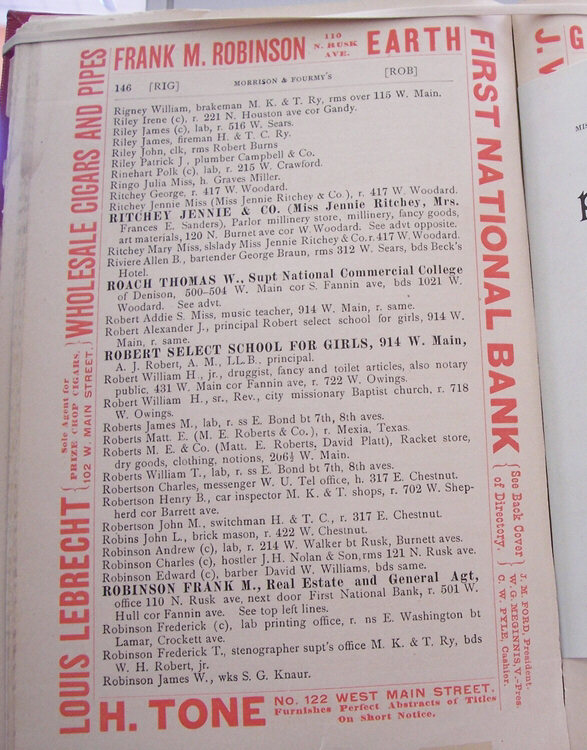 FRANK M. ROBINSON 110 N. RUSK AVE. EARTH
146 [RIG] MORRISON & FOURMY'S [ROB]
Rigney William, brakeman M. K. & T. Ry, rms over 115 W. Main.
Riley Irene (c), r. 221 N. Houston ave cor Gandy.
Riley James (c), lab, r. 516 W. Sears.
Riley James, fireman H. & T. C. Ry.
Riley John, clk, rms Robert Burns
Riley Patrick J, plumber Campbell & Co.
Rinehart Polk (c), lab, r. 215 W. Crawford.
Ringo Julia Miss, h. Graves Miller.
Ritchey George, r. 417 W. Woodard.
Ritchey Jennie Miss (Miss Jennie Ritchey & Co.), r. 417 W. Woodard.
RITCHEY JENNIE & CO. (Miss Jennie Ritchey, Mrs.
Frances E. Sanders), Parlor millinery store, millinery, fancy goods,
art materials, 120 N. Burnet ave cor W Woodard. See advt opposite.
Ritchey Mary Miss, slslady Miss Jennie Ritchey & Co. r. 417 W. Woodard.
Riviere Allen B., bartender George Braun, rms 312 W. Sears, bds Beck's
Hotel.
ROACH THOMAS W., Supt National Commercial College
of Denison, 500-504 W. Main cor S. Fannin ave, bds 1021 W.
Woodard. See advt.
Robert Addie S. Miss, music teacher, 914 W. Main, r. same.
Robert Alexander J., principal Robert select school for girls, 914 W.
Main, r. same.
ROBERT SELECT SCHOOL FOR GIRLS, 914 W. Main,
A. J. Robert, A. M., LL.B. principal.
Robert William H., jr., druggist, fancy and toilet articles, also notary
public, 431 W. Main cor Fannin ave, r. 722 W. Owings.
Robert William H., sr., Rev., city missionary Baptist church, r. 718
W. Owings.
Roberts James M., lab, r. ss E. Bond bt 7th, 8th aves.
Roberts Matt. E. (M. E. Roberts & Co.), r. Mexia, Texas.
Roberts M. E. & Co. (Matt. E. Roberts, David Platt), Racket store,
dry goods, clothing, notions, 206½ W. Main.
Roberts William T., lab, r. ss E. Bond bt 7th, 8th aves.
Robertson Charles, messenger W. U. Tel office, h. 317 E. Chestnut.
Robertson Henry B., car inspector M. K. & T. shops, r. 702 W. Shep-
herd cor Barrett ave.
Robertson John M., switchman H. & T. C., r. 317 E. Chestnut.
Robins John L., brick mason, r. 422 W. Chestnut.
Robinson Andrew (c), lab, r. 214 W. Walker bt Rusk, Burnett aves.
Robinson Charles (c), hostler J. H. Nolan & Son, rms 121 N. Rusk ave.
Robinson Edward (c), barber David W. Williams, bds same.
ROBINSON FRANK M., Real Estate and General Agt,
office 110 N. Rusk ave, next door First National Bank, r. 501 W.
Hull cor Fannin ave. See top left lines.
Robinson Frederick (c), lab printing office, r. ns E. Washington bt
Lamar, Crockett ave.
Robinson Frederick T., stenographer supt's office M. K. & T. Ry, bds
W. H. Robert, jr.
Robinson James W., wks S. G. Knaur.
H. TONE NO. 122 WEST MAIN STREET.
Furnishes Perfect Abstracts of Titles
On Short Notice.
LOUIS LEBRECHT
Sole Agent for
PRIZE CROP CIGARS,
102 W. MAIN STREET.
WHOLESALE CIGARS AND PIPES
FIRST NATIONAL BANK
See Back Cover
of Directory.
J. M. FORD, President.
W. G. MEGINNIS, V.-Pres.
C. W. PYLE, Cashier.
J.
G